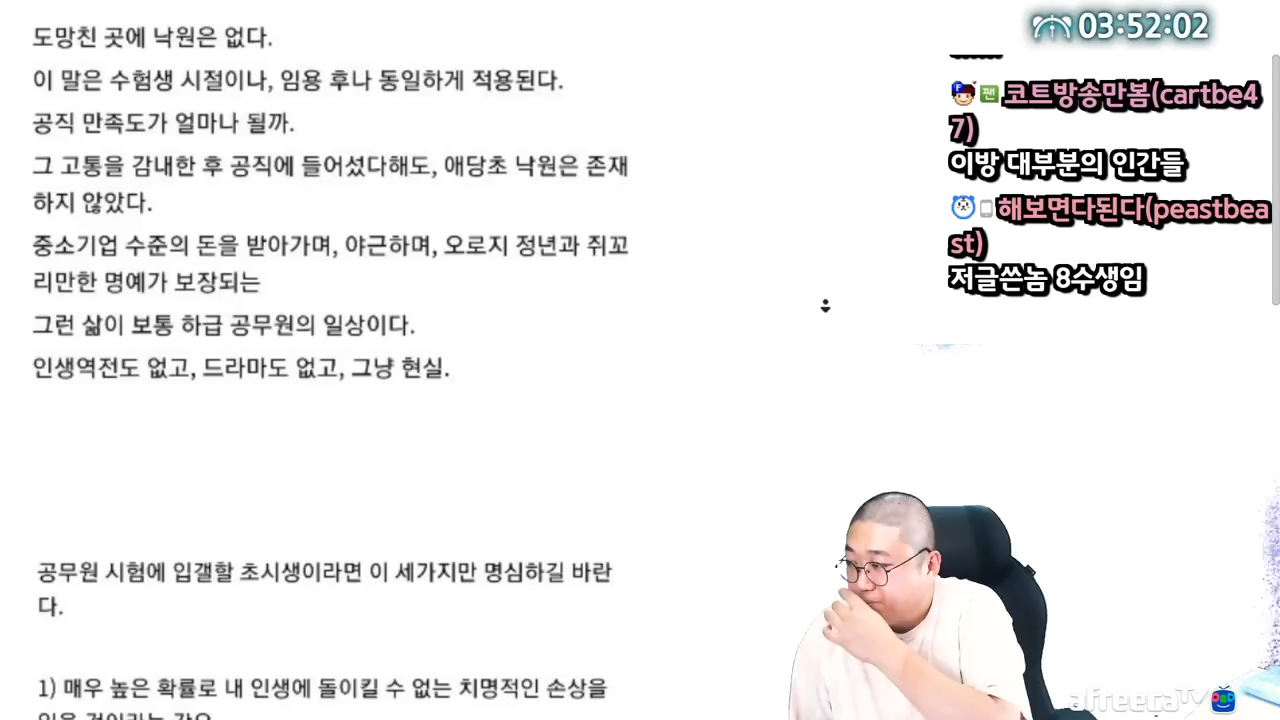 도망친 곳에 낙원은 없다.
이 말은 수험생 시절이나, 임용 후나 동일하게 적용된다.
공직 만족도가 얼마나 될까.
그 고통을 감내한 후 공직에 들어섰다해도, 애당초 낙원은 존재
하지 않았다.
중소기업 수준의 돈을 받아가며, 야근하며, 오로지 정년과 쥐꼬
리만한 명예가 보장되는
그런 삶이 보통 하급 공무원의 일상이다.
인생역전도 없고, 드라마도 없고, 그냥 현실.
공무원 시험에 입갤할 초시생이라면 이 세가지만 명심하길 바란
다.
1) 매우 높은 확률로 내 인생에 돌이킬 수 없는 치명적인 손상을
03:52:02
F 팬 코트방송만봄(cartbe4
7)
이방 대부분의 인간들
해보면다된다(peastbea
st)
저글쓴놈 8수생임
afreecaTV